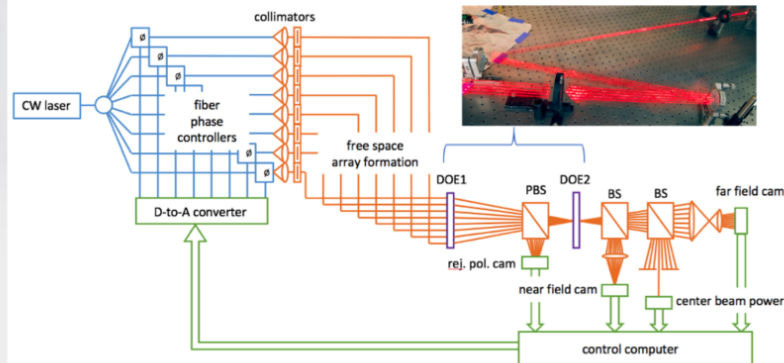 collimators
ø
ø
ø
CW laser
fiber
phase
controllers
ø
ø
free space
array formation
D-to-A converter
DOE1
PBS
DOE2
BS
BS
far field cam
rej. pol. cam
near field cam
center beam power
control computer